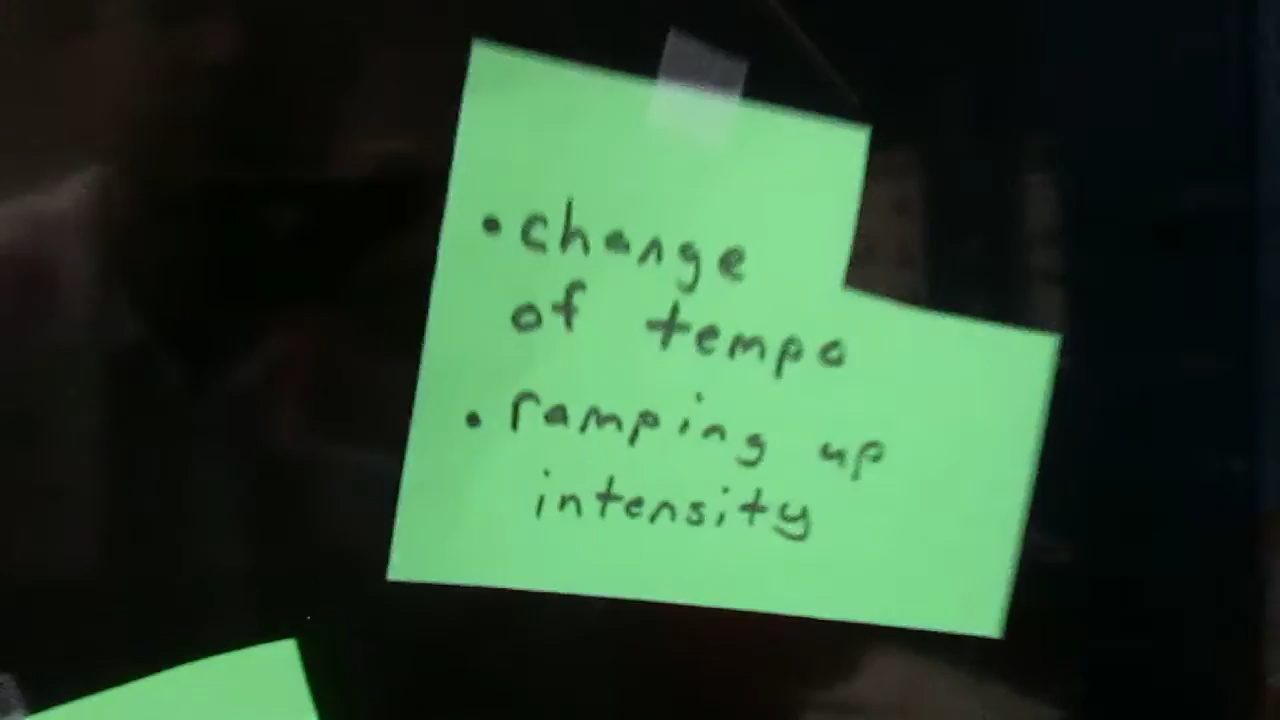 • change
of tempo
• ramping up
intensity